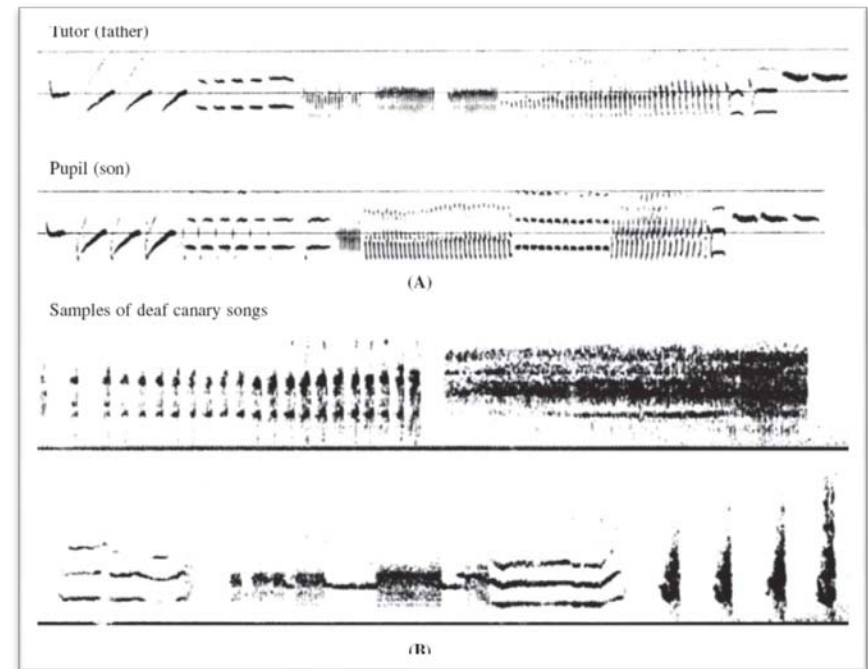 Tutor (father)
Pupil (son)
(A)
Samples of deaf canary songs
(B)